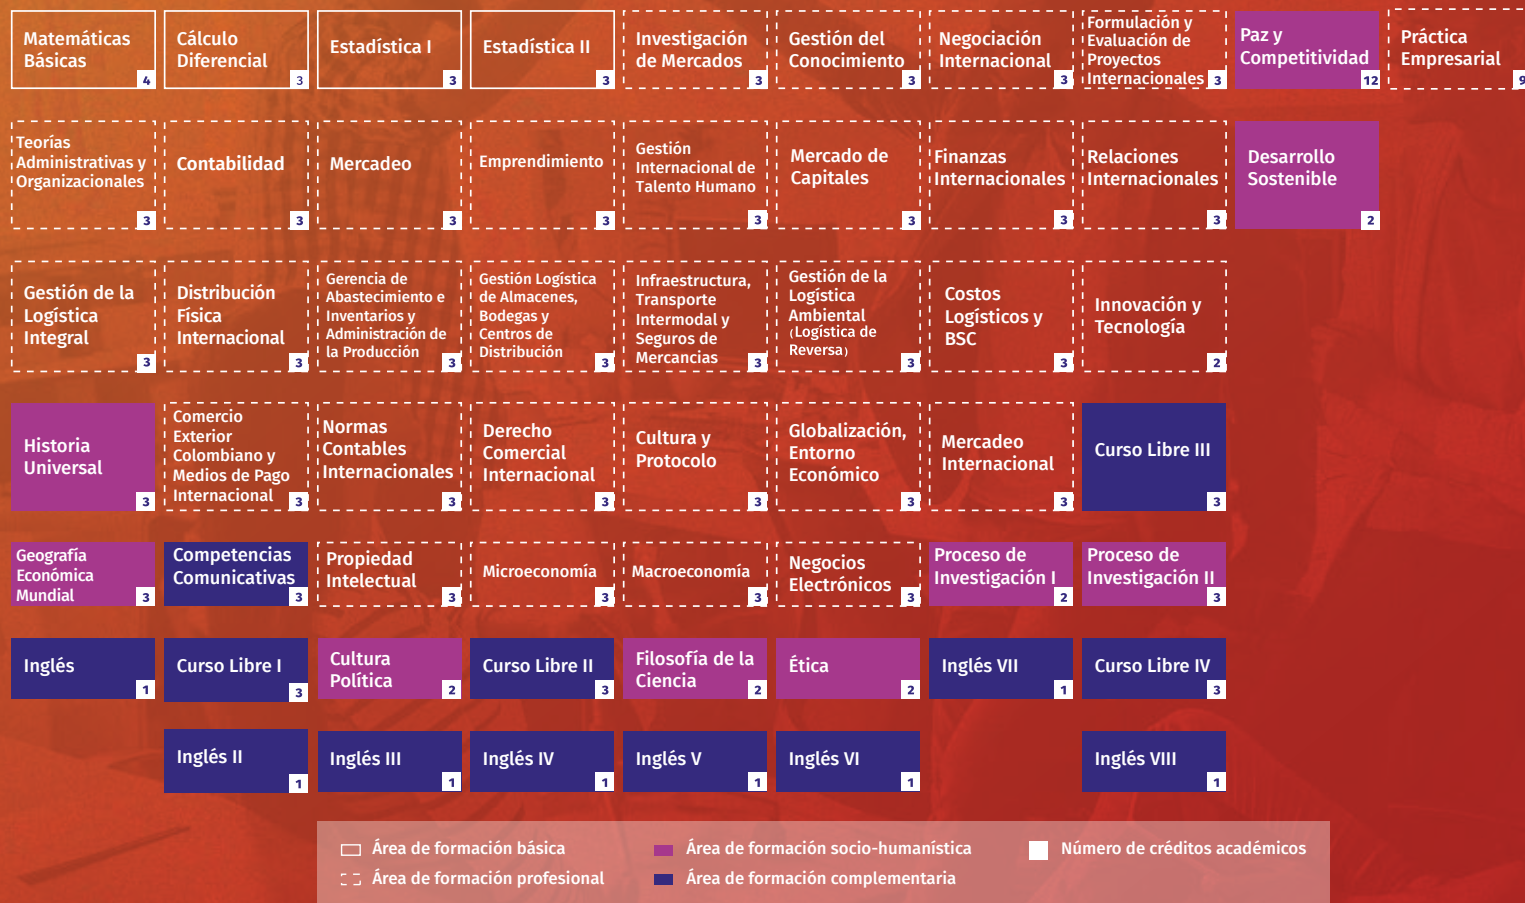 Matemáticas
Básicas
4
Cálculo
Diferencial
3
Estadística I
3
Estadística II
3
Investigación
de Mercados
3
Gestión del
Conocimiento
3
Negociación
Internacional
3
Formulación y
Evaluación de
Proyectos
Internacionales
3
Paz y
Competitividad
12
Práctica
Empresarial
9
Teorías
Administrativas y
Organizacionales
3
Contabilidad
3
Mercadeo
3
Emprendimiento
3
Gestión
Internacional de
Talento Humano
3
Mercado de
Capitales
3
Finanzas
Internacionales
3
Relaciones
Internacionales
3
Desarrollo
Sostenible
2
Gestión de la
Logística
Integral
3
Distribución
Física
Internacional
3
Gerencia de
Abastecimiento e
Inventarios y
Administración de
la Producción
3
Gestión Logística
de Almacenes,
Bodegas y
Centros de
Distribución
3
Infraestructura,
Transporte
Intermodal y
Seguros de
Mercancias
3
Gestión de la
Logística
Ambiental
(Logística de
Reversa)
3
Costos
Logísticos y
BSC
3
Innovación y
Tecnología
2
Historia
Universal
3
Comercio
Exterior
Colombiano y
Medios de Pago
Internacional
3
Normas
Contables
Internacionales
3
Derecho
Comercial
Internacional
3
Cultura y
Protocolo
3
Globalización,
Entorno
Económico
3
Mercadeo
Internacional
3
Curso Libre III
3
Geografía
Económica
Mundial
3
Competencias
Comunicativas
3
Propiedad
Intelectual
3
Microeconomía
3
Macroeconomía
3
Negocios
Electrónicos
3
Proceso de
Investigación I
2
Proceso de
Investigación II
3
Inglés
1
Curso Libre I
3
Cultura
Política
2
Curso Libre II
3
Filosofía de la
Ciencia
2
Ética
2
Inglés VII
1
Curso Libre IV
3
Inglés II
1
Inglés III
1
Inglés IV
1
Inglés V
1
Inglés VI
1
Inglés VIII
1
Área de formación básica
Área de formación profesional
Área de formación socio-humanística
Área de formación complementaria
Número de créditos académicos